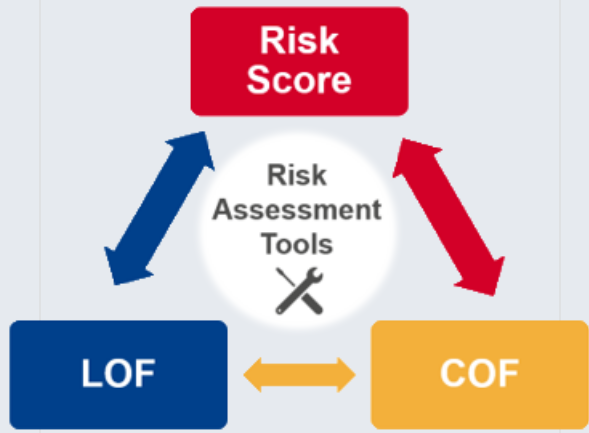 Risk
Score
Risk
Assessment
Tools
LOF
COF